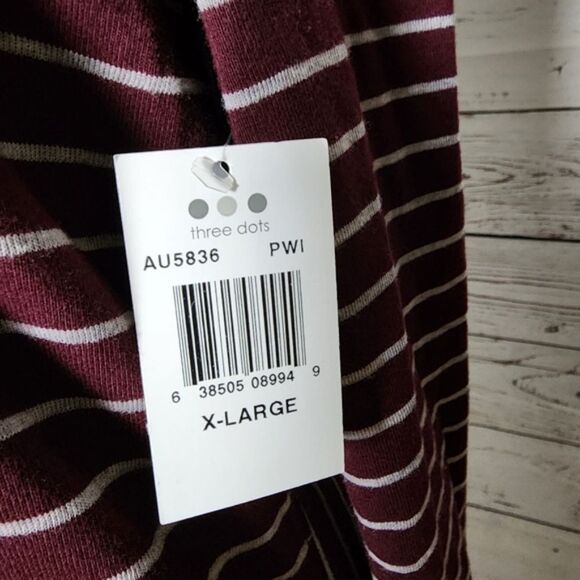 three dots
AU5836 PWI
6 38505 08994 9
X-LARGE